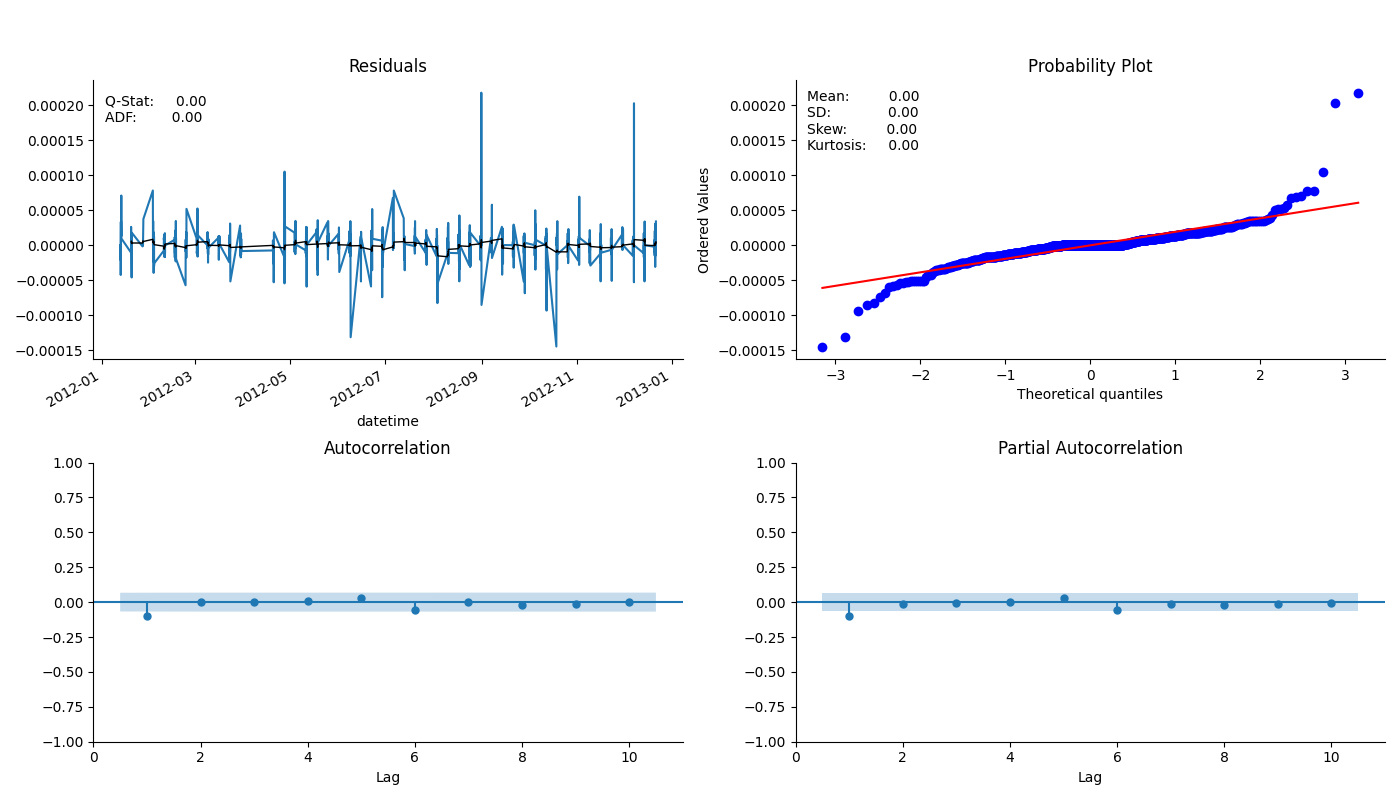 Residuals
Q-Stat: 0.00
ADF: 0.00
0.00020
0.00015
0.00010
0.00005
0.00000
−0.00005
−0.00010
−0.00015
2012-01 2012-03 2012-05 2012-07 2012-09 2012-11 2013-01
datetime
Probability Plot
Mean: 0.00
SD: 0.00
Skew: 0.00
Kurtosis: 0.00
Ordered Values
0.00020
0.00015
0.00010
0.00005
0.00000
−0.00005
−0.00010
−0.00015
−3 −2 −1 0 1 2 3
Theoretical quantiles
Autocorrelation
1.00
0.75
0.50
0.25
0.00
−0.25
−0.50
−0.75
−1.00
0 2 4 6 8 10
Lag
Partial Autocorrelation
1.00
0.75
0.50
0.25
0.00
−0.25
−0.50
−0.75
−1.00
0 2 4 6 8 10
Lag